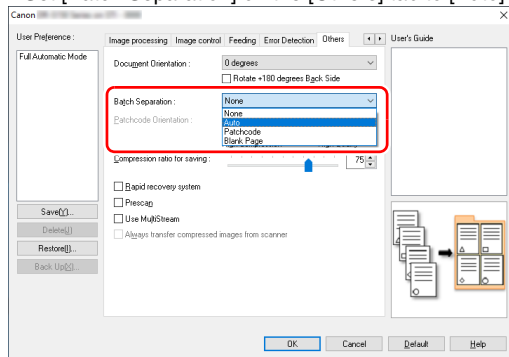 Canon
User Preference :
Full Automatic Mode
Save(Y)...
Delete(J)
Restore(I)...
Back Up(K)...
Image processing
Image control
Feeding
Error Detection
Others
Document Orientation :
0 degrees
Rotate +180 degrees Back Side
Batch Separation :
None
None
Auto
Patchcode
Blank Page
Patchcode Orientation :
Compression ratio for saving :
75
Rapid recovery system
Prescan
Use MultiStream
Always transfer compressed images from scanner
User's Guide
OK
Cancel
Default
Help